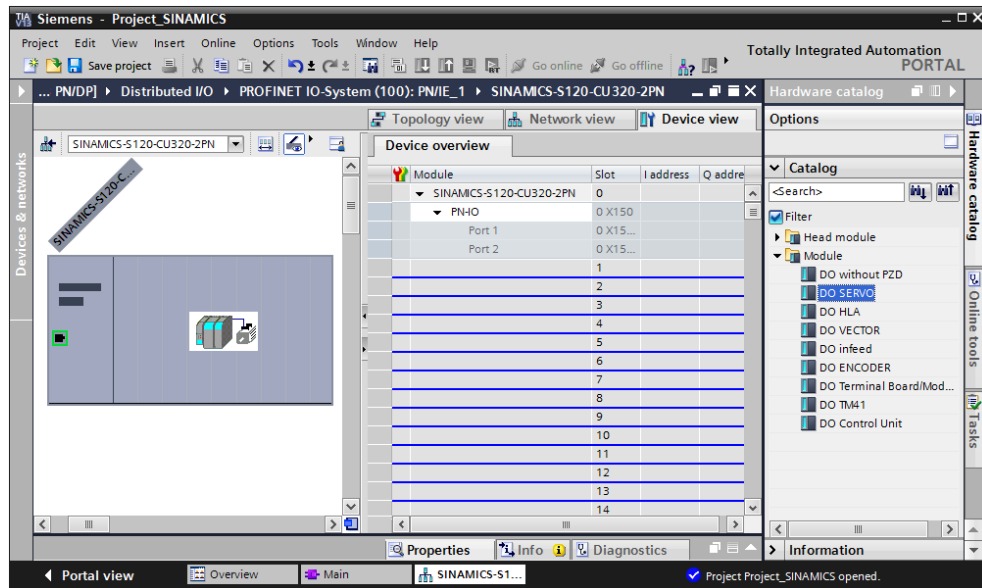 Siemens - Project_SINAMICS
Project Edit View Insert Online Options Tools Window Help
Totally Integrated Automation
PORTAL
Save project Go online Go offline
... PN/DP] Distributed I/O PROFINET IO-System (100): PN/IE_1 SINAMICS-S120-CU320-2PN
Hardware catalog
Topology view Network view Device view
Options
SINAMICS-S120-CU320-2PN
Device overview
Module Slot I address Q addre
SINAMICS-S120-CU320-2PN 0
PN-IO 0 X150
Port 1 0 X15...
Port 2 0 X15...
1
2
3
4
5
6
7
8
9
10
11
12
13
14
SINAMICS-S120-C...
Devices & networks
Catalog
<Search>
Filter
Head module
Module
DO without PZD
DO SERVO
DO HLA
DO VECTOR
DO infeed
DO ENCODER
DO Terminal Board/Mod...
DO TM41
DO Control Unit
Information
Hardware catalog
Online tools
Tasks
Properties Info Diagnostics
Portal view Overview Main SINAMICS-S1...
Project Project_SINAMICS opened.